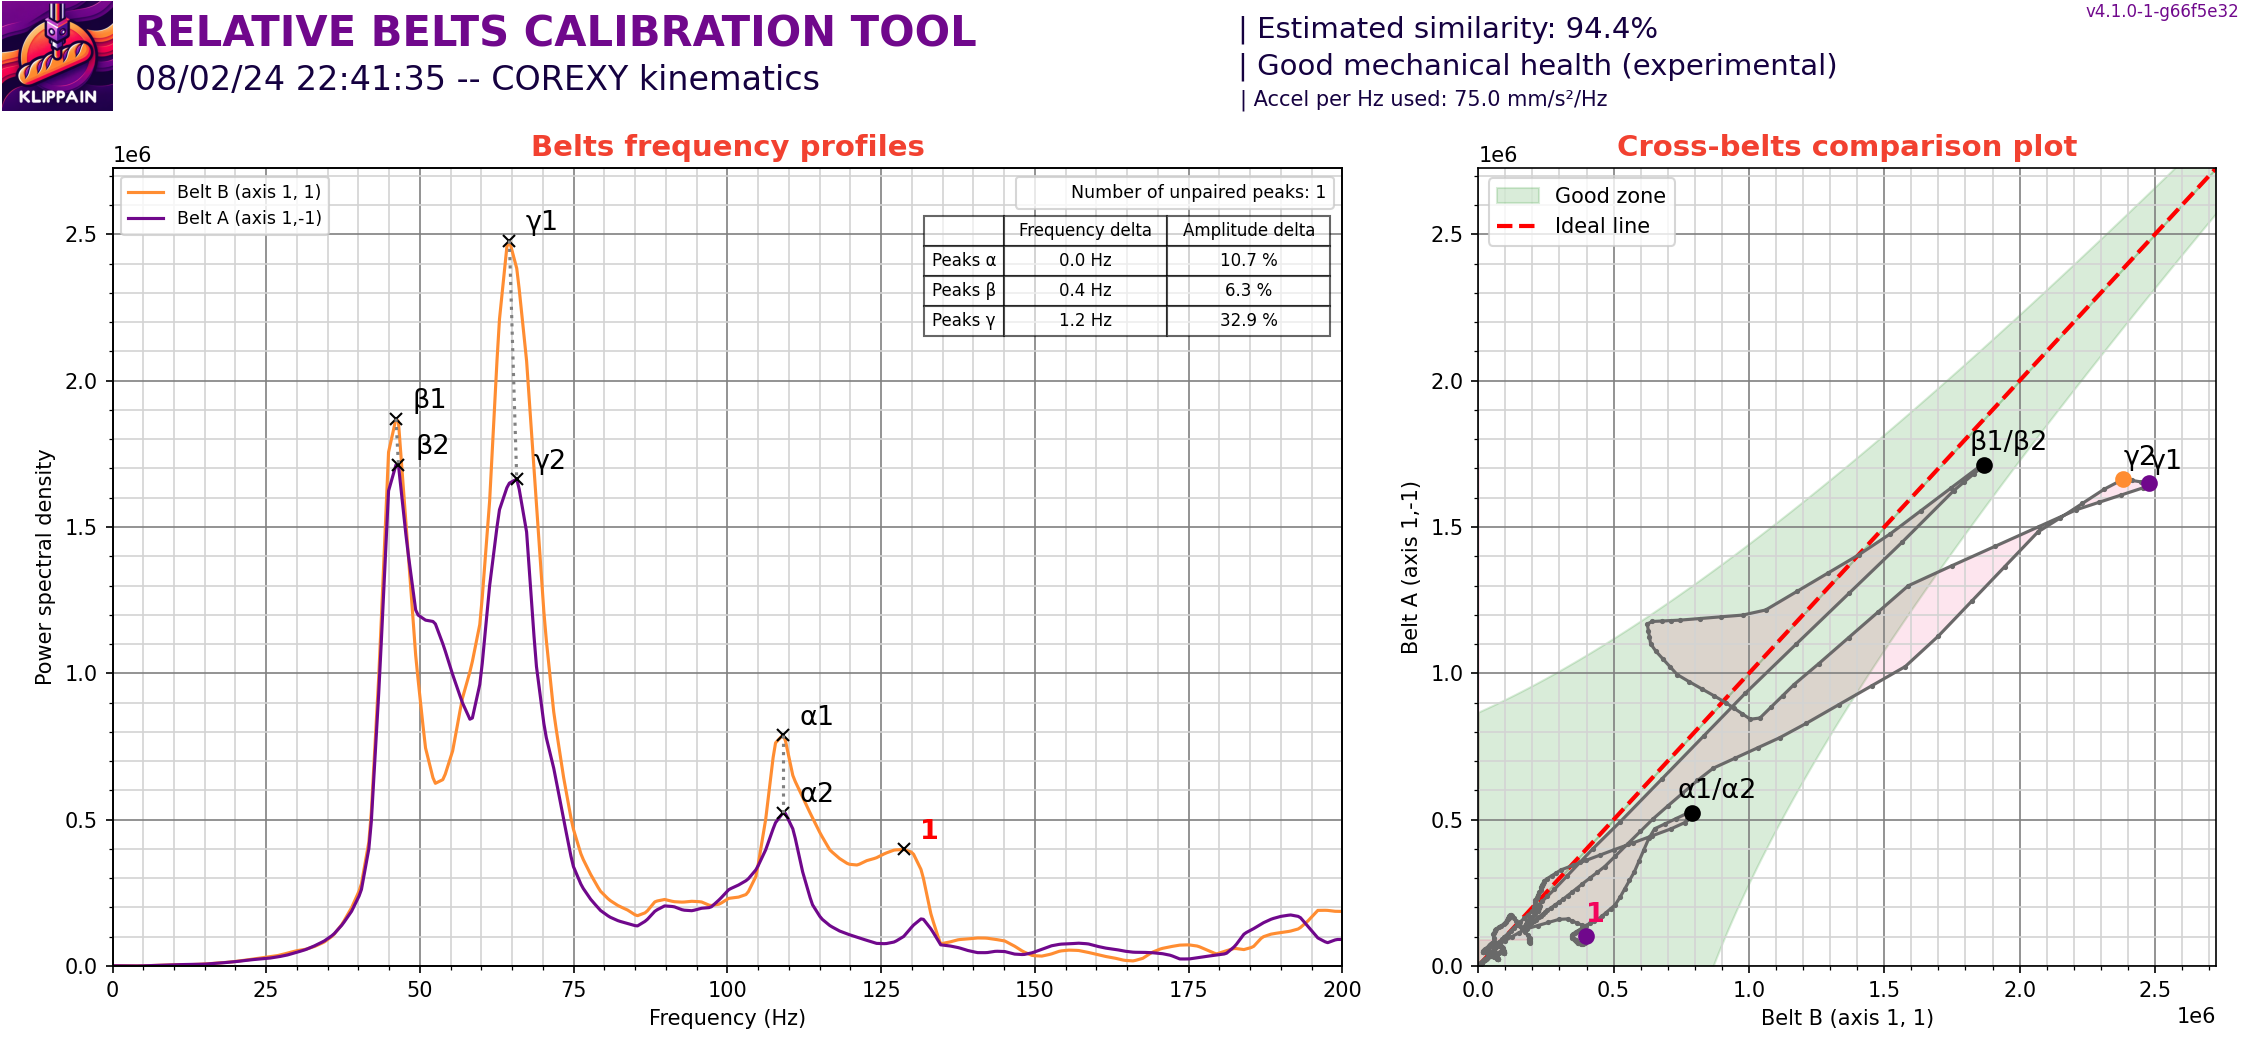 KLIPPAIN
RELATIVE BELTS CALIBRATION TOOL
08/02/24 22:41:35 -- COREXY kinematics
| Estimated similarity: 94.4%
| Good mechanical health (experimental)
| Accel per Hz used: 75.0 mm/s²/Hz
v4.1.0-1-g66f5e32
Belts frequency profiles
1e6
Belt B (axis 1, 1)
Belt A (axis 1,-1)
Number of unpaired peaks: 1
Frequency delta Amplitude delta
Peaks α 0.0 Hz 10.7 %
Peaks β 0.4 Hz 6.3 %
Peaks γ 1.2 Hz 32.9 %
γ1
β1
β2
γ2
α1
α2
1
2.5
2.0
1.5
1.0
0.5
0.0
Power spectral density
0 25 50 75 100 125 150 175 200
Frequency (Hz)
Cross-belts comparison plot
1e6
Good zone
Ideal line
β1/β2
γ2
γ1
α1/α2
1
2.5
2.0
1.5
1.0
0.5
0.0
Belt A (axis 1,-1)
0.0 0.5 1.0 1.5 2.0 2.5
Belt B (axis 1, 1)
1e6